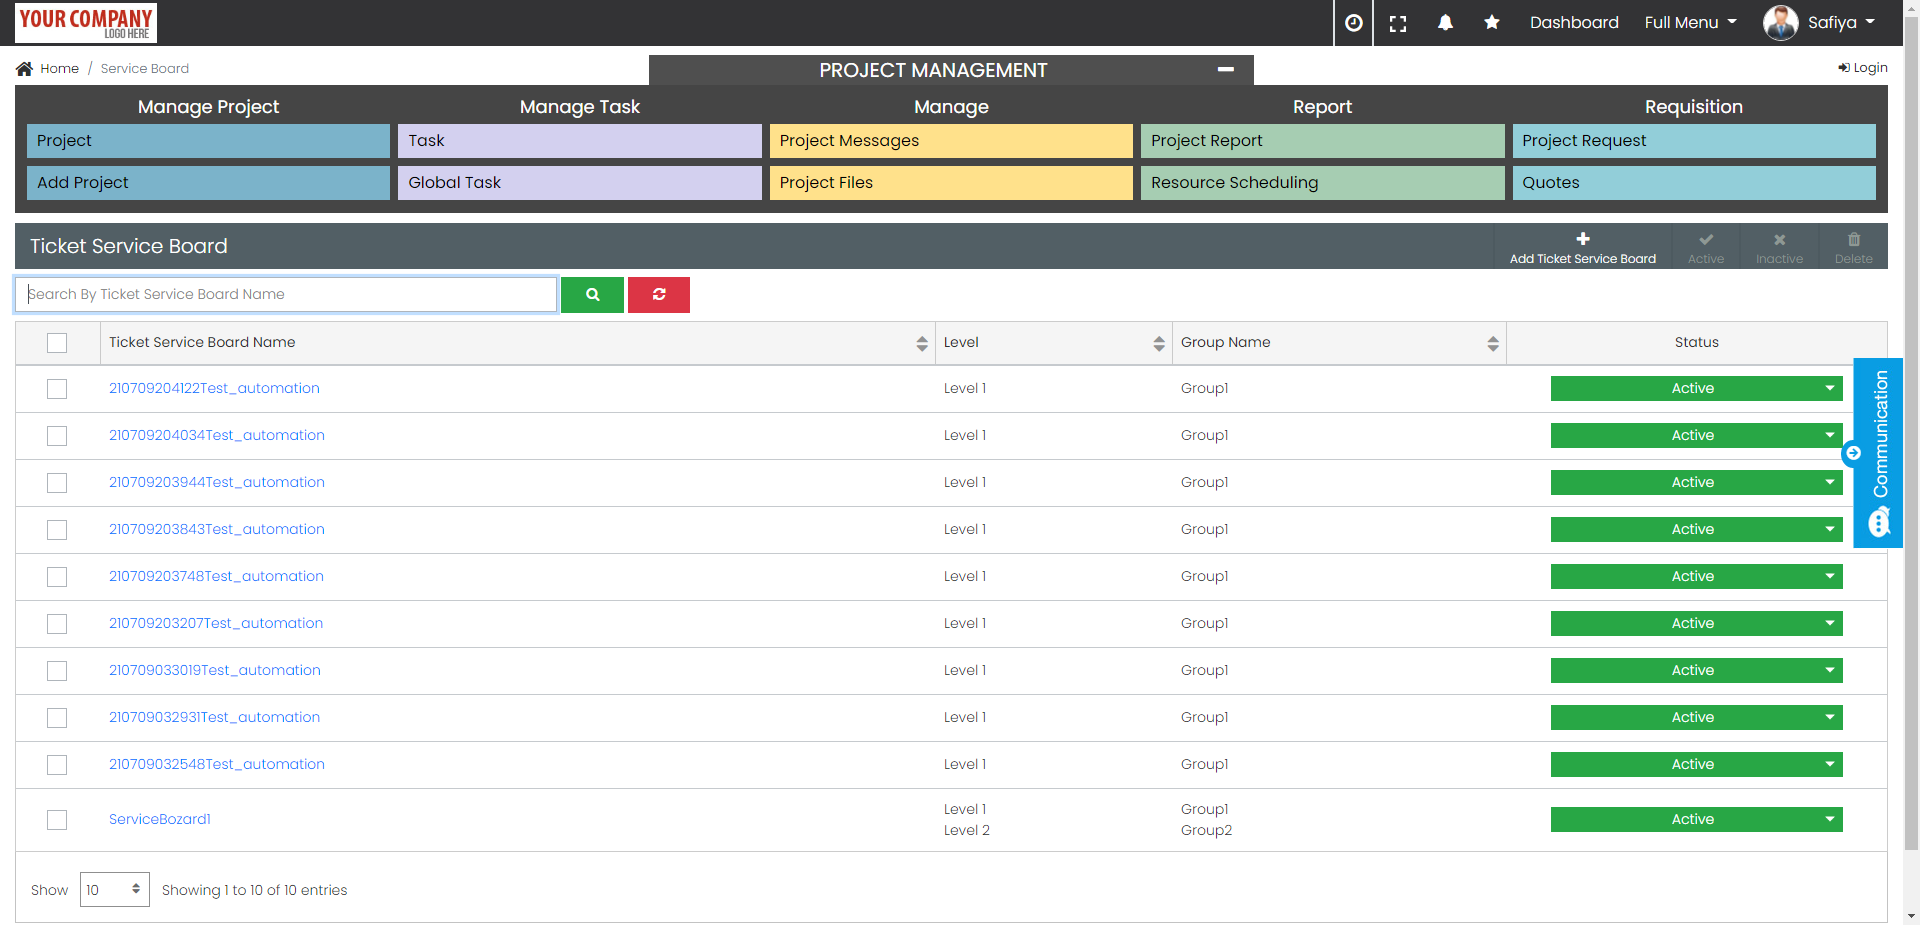 YOUR COMPANY
LOGO HERE
Dashboard
Full Menu
Safiya
Home / Service Board
PROJECT MANAGEMENT
Login
Manage Project
Manage Task
Manage
Report
Requisition
Project
Task
Project Messages
Project Report
Project Request
Add Project
Global Task
Project Files
Resource Scheduling
Quotes
Ticket Service Board
Add Ticket Service Board
Active
Inactive
Delete
Search By Ticket Service Board Name
Ticket Service Board Name
Level
Group Name
Status
210709204122Test_automation
Level 1
Group1
Active
210709204034Test_automation
Level 1
Group1
Active
210709203944Test_automation
Level 1
Group1
Active
210709203843Test_automation
Level 1
Group1
Active
210709203748Test_automation
Level 1
Group1
Active
210709203207Test_automation
Level 1
Group1
Active
210709033019Test_automation
Level 1
Group1
Active
210709032931Test_automation
Level 1
Group1
Active
210709032548Test_automation
Level 1
Group1
Active
ServiceBozard1
Level 1
Level 2
Group1
Group2
Active
Communication
Show 10 Showing 1 to 10 of 10 entries